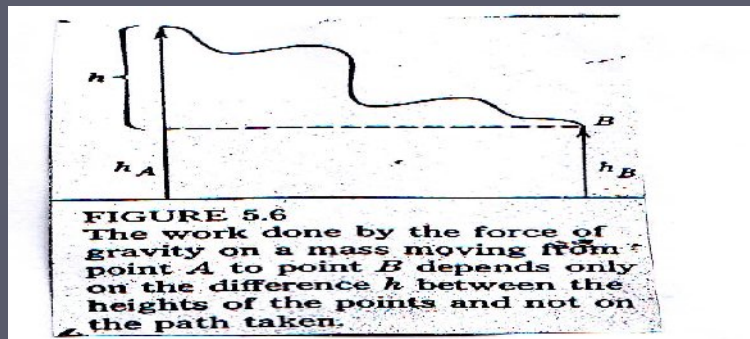 h
B
h_A
h_B
FIGURE 5.6
The work done by the force of
gravity on a mass moving from
point A to point B depends only
on the difference h between the
heights of the points and not on
the path taken.